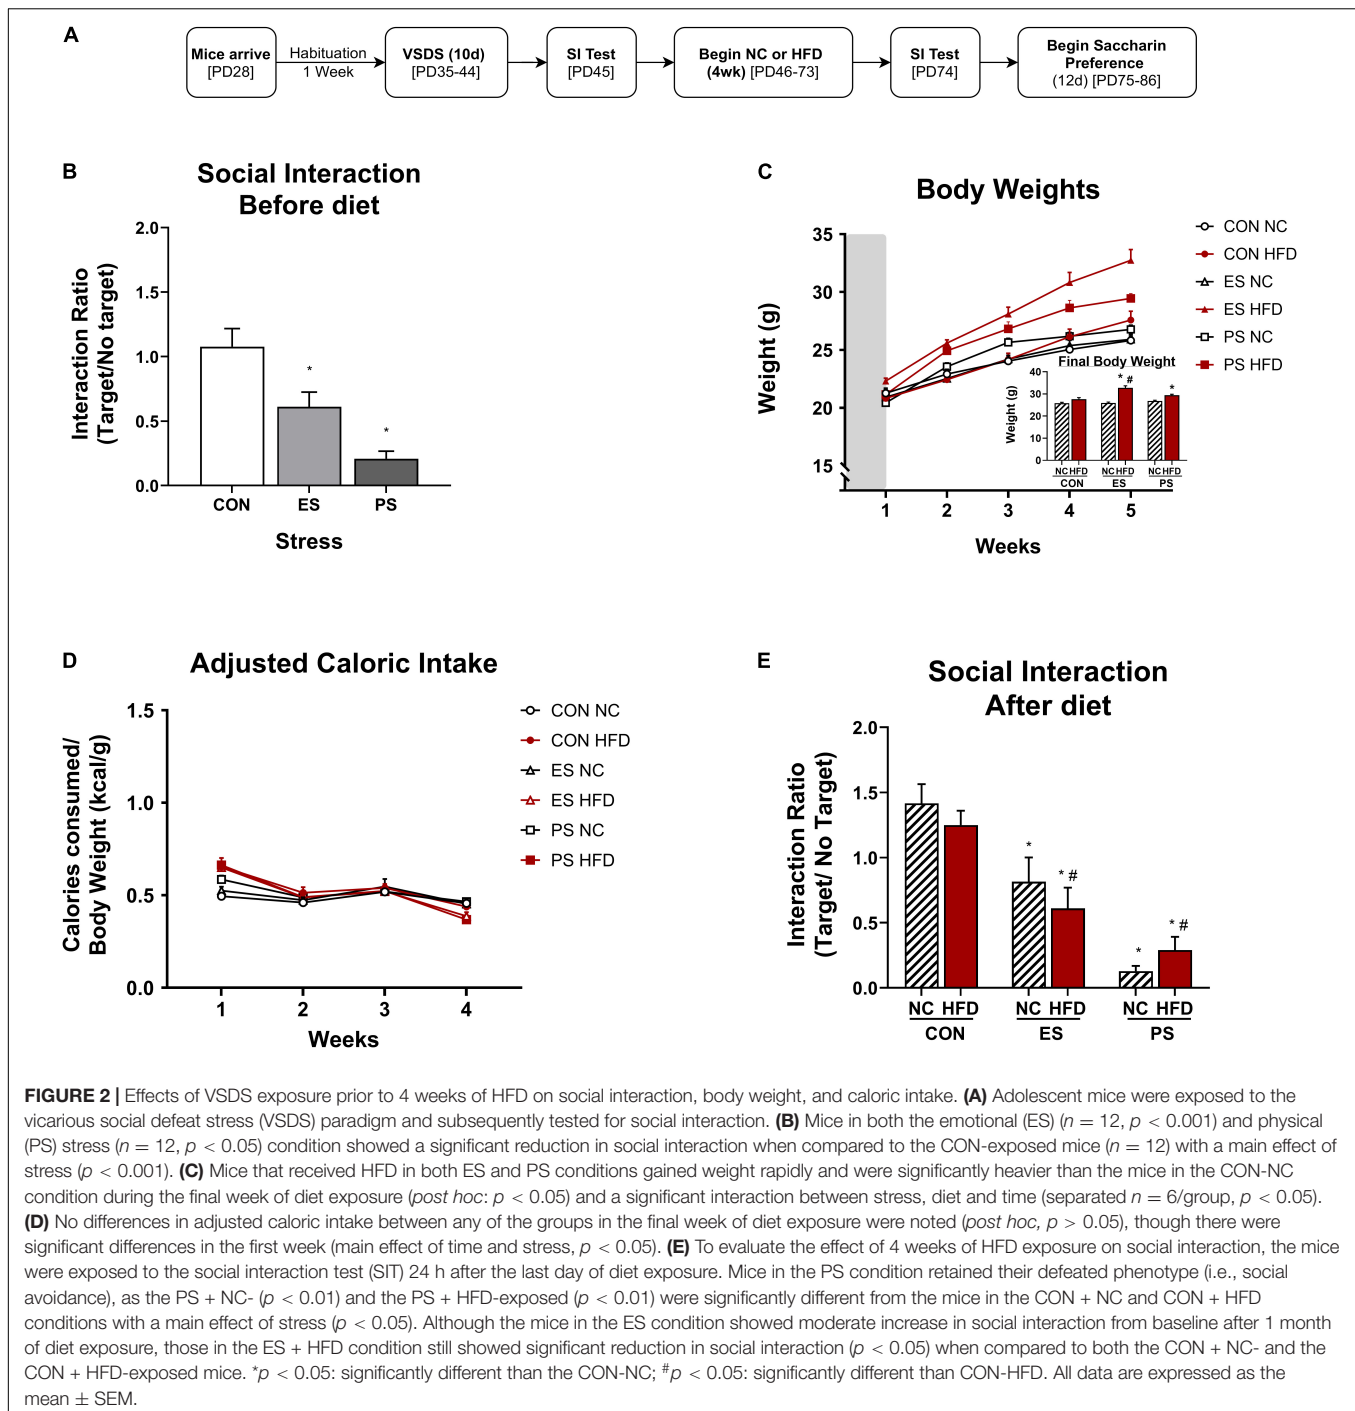 A
Mice arrive
[PD28]
Habituation
1 Week
VSDS (10d)
[PD35-44]
SI Test
[PD45]
Begin NC or HFD
(4wk) [PD46-73]
SI Test
[PD74]
Begin Saccharin
Preference
(12d) [PD75-86]
B
Social Interaction
Before diet
Interaction Ratio
(Target/No target)
2.0
1.5
1.0
0.5
0.0
*
*
CON
ES
PS
Stress
C
Body Weights
Weight (g)
35
30
25
20
15
1
2
3
4
5
Weeks
CON NC
CON HFD
ES NC
ES HFD
PS NC
PS HFD
Final Body Weight
Weight (g)
40
30
20
10
0
* #
*
NC HFD
NC HFD
NC HFD
CON
ES
PS
D
Adjusted Caloric Intake
Calories consumed/
Body Weight (kcal/g)
1.5
1.0
0.5
0.0
1
2
3
4
Weeks
CON NC
CON HFD
ES NC
ES HFD
PS NC
PS HFD
E
Social Interaction
After diet
Interaction Ratio
(Target/ No Target)
2.0
1.5
1.0
0.5
0.0
*
* #
*
* #
NC HFD
NC HFD
NC HFD
CON
ES
PS
FIGURE 2 | Effects of VSDS exposure prior to 4 weeks of HFD on social interaction, body weight, and caloric intake. (A) Adolescent mice were exposed to the
vicarious social defeat stress (VSDS) paradigm and subsequently tested for social interaction. (B) Mice in both the emotional (ES) (n = 12, p < 0.001) and physical
(PS) stress (n = 12, p < 0.05) condition showed a significant reduction in social interaction when compared to the CON-exposed mice (n = 12) with a main effect of
stress (p < 0.001). (C) Mice that received HFD in both ES and PS conditions gained weight rapidly and were significantly heavier than the mice in the CON-NC
condition during the final week of diet exposure (post hoc: p < 0.05) and a significant interaction between stress, diet and time (separated n = 6/group, p < 0.05).
(D) No differences in adjusted caloric intake between any of the groups in the final week of diet exposure were noted (post hoc, p > 0.05), though there were
significant differences in the first week (main effect of time and stress, p < 0.05). (E) To evaluate the effect of 4 weeks of HFD exposure on social interaction, the mice
were exposed to the social interaction test (SIT) 24 h after the last day of diet exposure. Mice in the PS condition retained their defeated phenotype (i.e., social
avoidance), as the PS + NC- (p < 0.01) and the PS + HFD-exposed (p < 0.01) were significantly different from the mice in the CON + NC and CON + HFD
conditions with a main effect of stress (p < 0.05). Although the mice in the ES condition showed moderate increase in social interaction from baseline after 1 month
of diet exposure, those in the ES + HFD condition still showed significant reduction in social interaction (p < 0.05) when compared to both the CON + NC- and the
CON + HFD-exposed mice. *p < 0.05: significantly different than the CON-NC; #p < 0.05: significantly different than CON-HFD. All data are expressed as the
mean ± SEM.